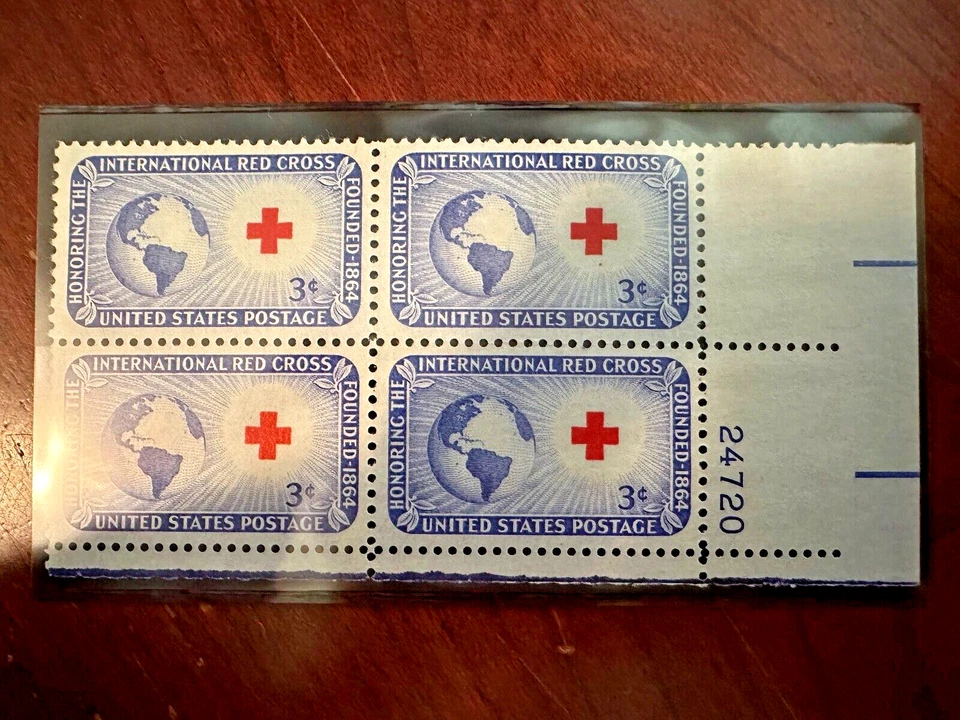 INTERNATIONAL RED CROSS
HONORING THE
FOUNDED-1864
3¢
UNITED STATES POSTAGE
INTERNATIONAL RED CROSS
HONORING THE
FOUNDED-1864
3¢
UNITED STATES POSTAGE
INTERNATIONAL RED CROSS
HONORING THE
FOUNDED-1864
3¢
UNITED STATES POSTAGE
INTERNATIONAL RED CROSS
HONORING THE
FOUNDED-1864
3¢
UNITED STATES POSTAGE
24720